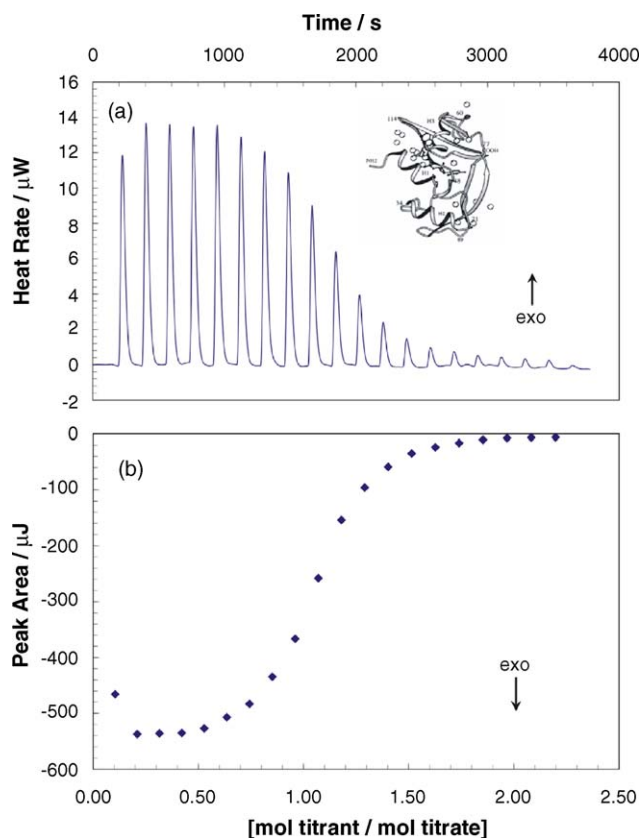 Time / s
0 1000 2000 3000 4000
16
14
12
10
8
6
4
2
0
-2
Heat Rate / μW
(a)
exo
0
-100
-200
-300
-400
-500
-600
Peak Area / μJ
(b)
exo
0.00 0.50 1.00 1.50 2.00 2.50
[mol titrant / mol titrate]